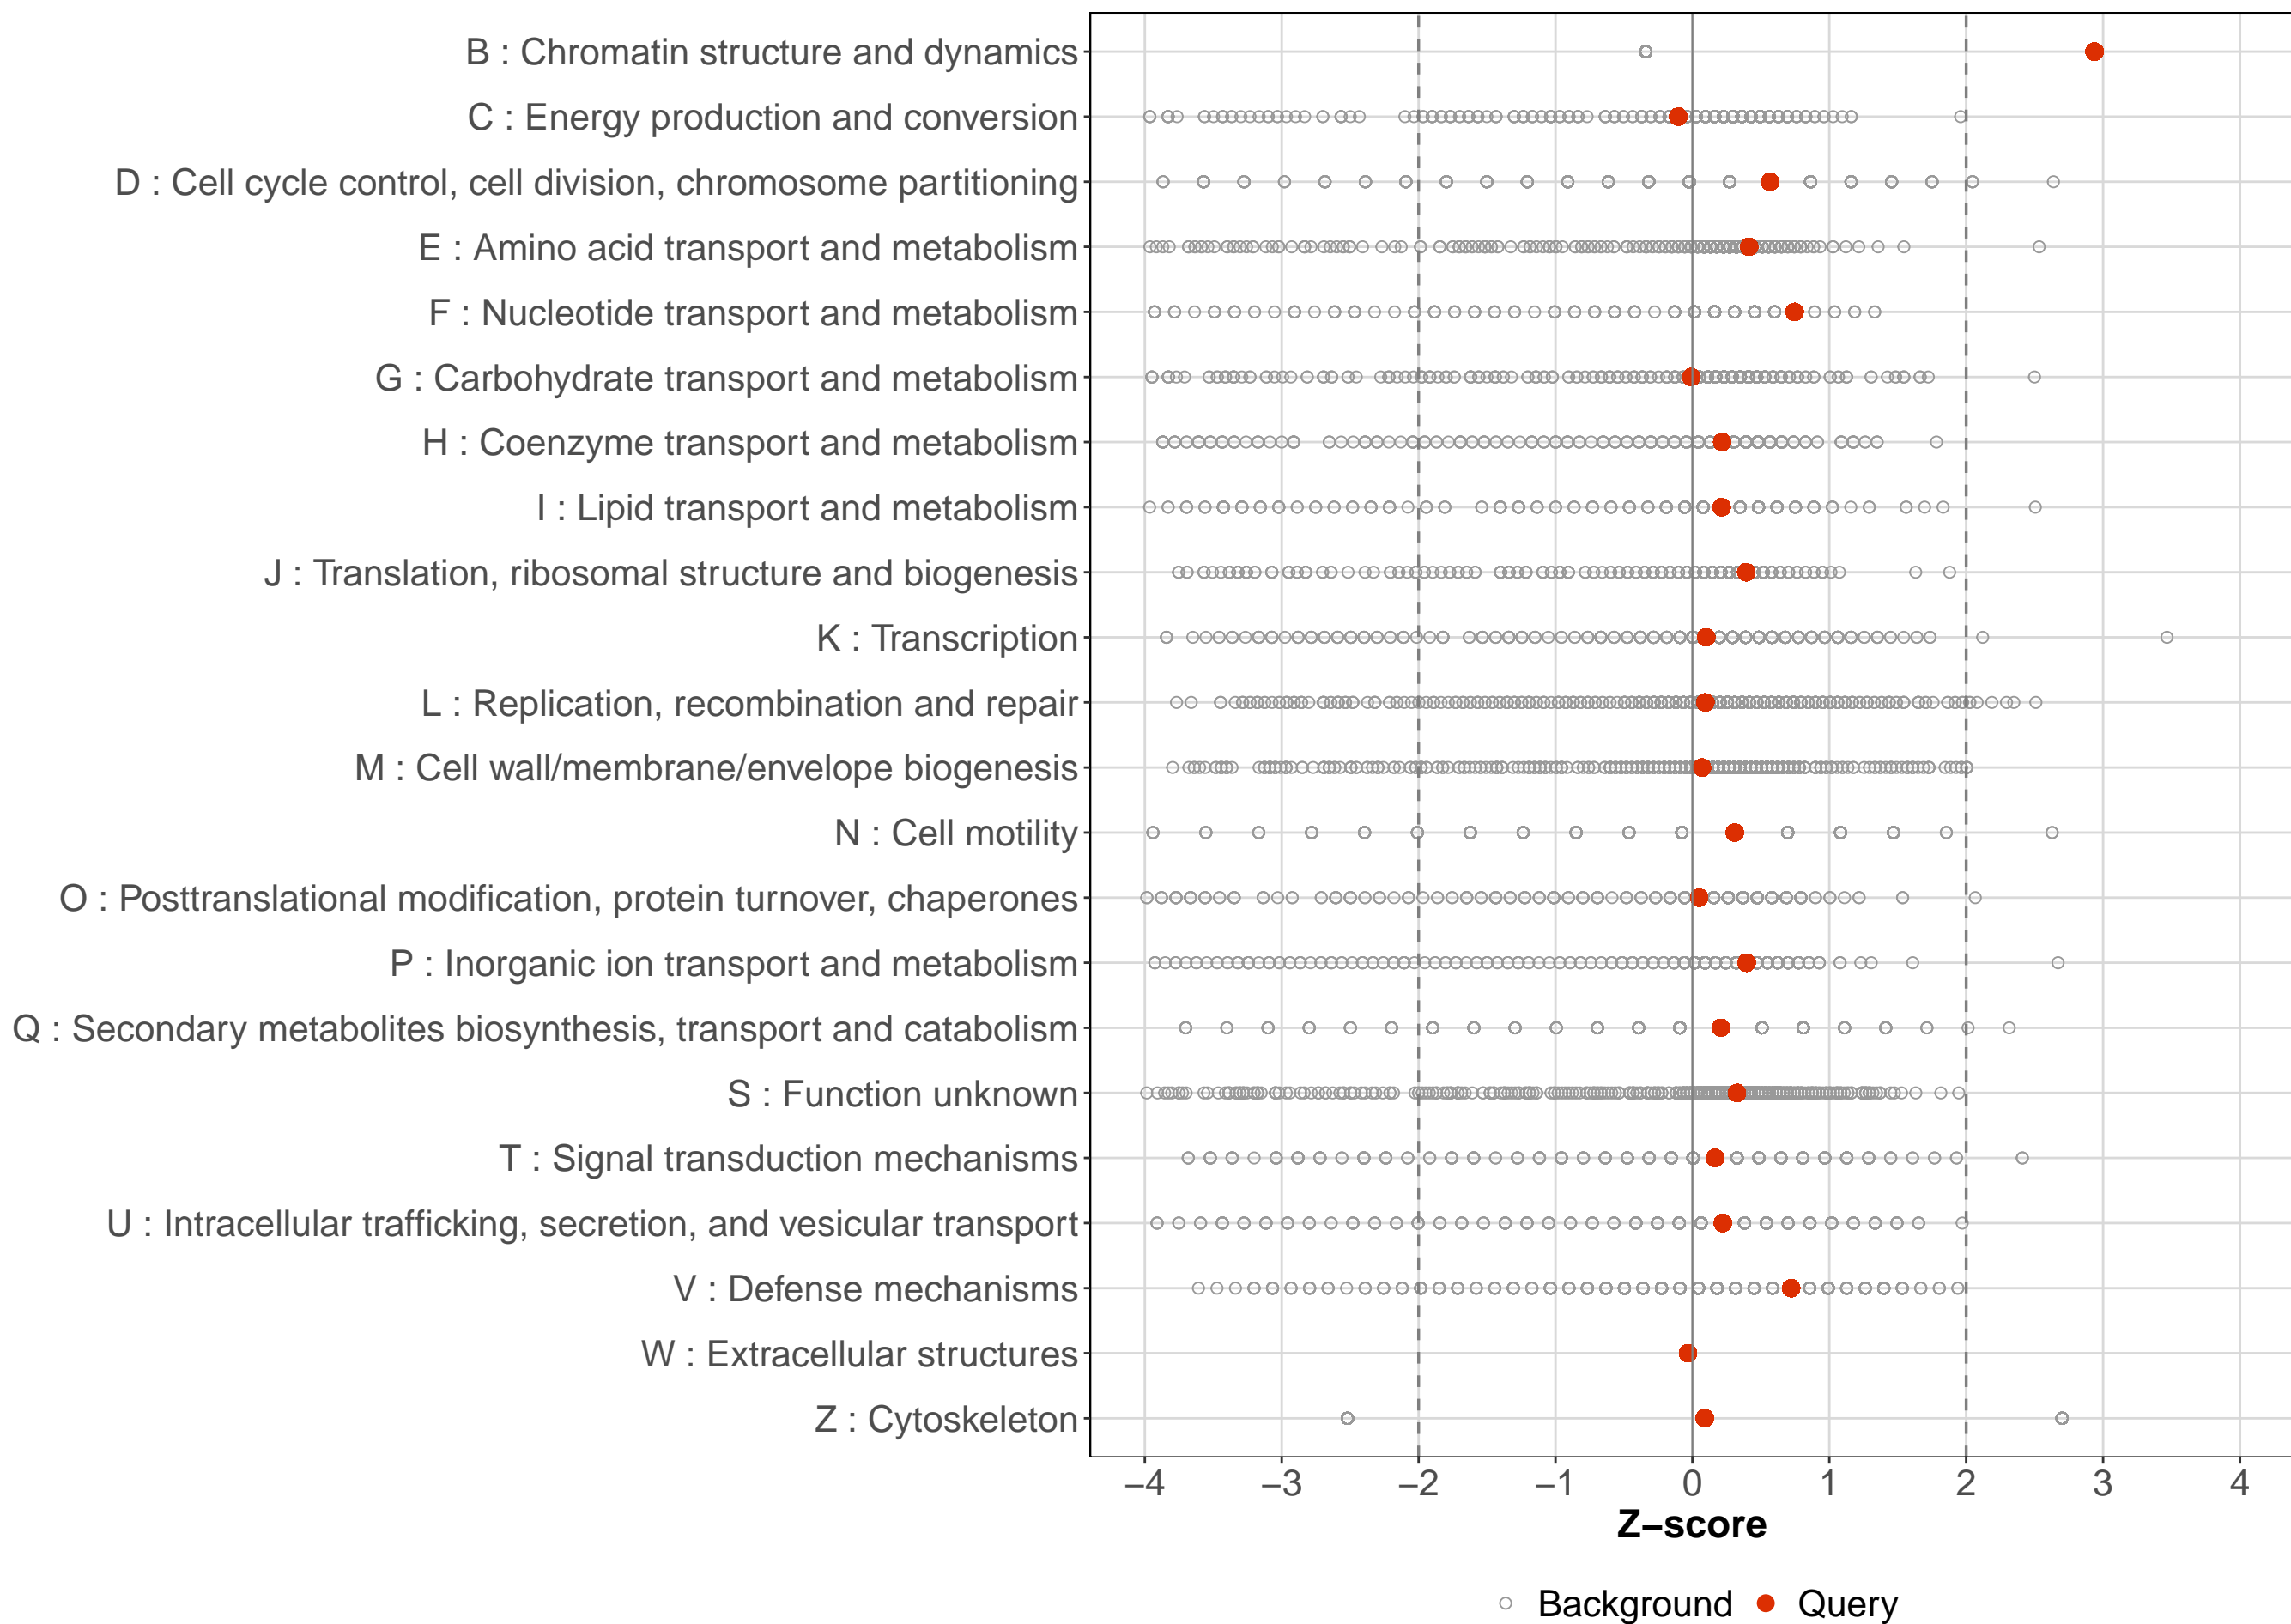 B : Chromatin structure and dynamics
C : Energy production and conversion
D : Cell cycle control, cell division, chromosome partitioning
E : Amino acid transport and metabolism
F : Nucleotide transport and metabolism
G : Carbohydrate transport and metabolism
H : Coenzyme transport and metabolism
I : Lipid transport and metabolism
J : Translation, ribosomal structure and biogenesis
K : Transcription
L : Replication, recombination and repair
M : Cell wall/membrane/envelope biogenesis
N : Cell motility
O : Posttranslational modification, protein turnover, chaperones
P : Inorganic ion transport and metabolism
Q : Secondary metabolites biosynthesis, transport and catabolism
S : Function unknown
T : Signal transduction mechanisms
U : Intracellular trafficking, secretion, and vesicular transport
V : Defense mechanisms
W : Extracellular structures
Z : Cytoskeleton
−4 −3 −2 −1 0 1 2 3 4
Z−score
Background Query